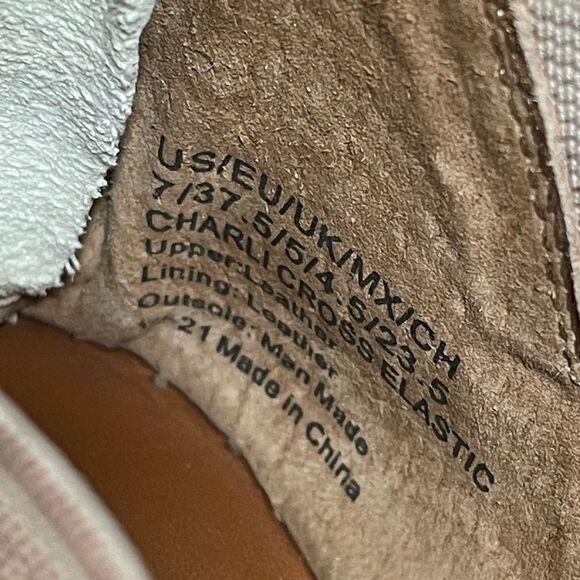 US/EU/UK/MX/CH
7/37.5/5/4.5/23.5
CHARLI CROSS ELASTIC
Upper: Leather
Lining: Leather
Outsole: Man Made
21 Made in China